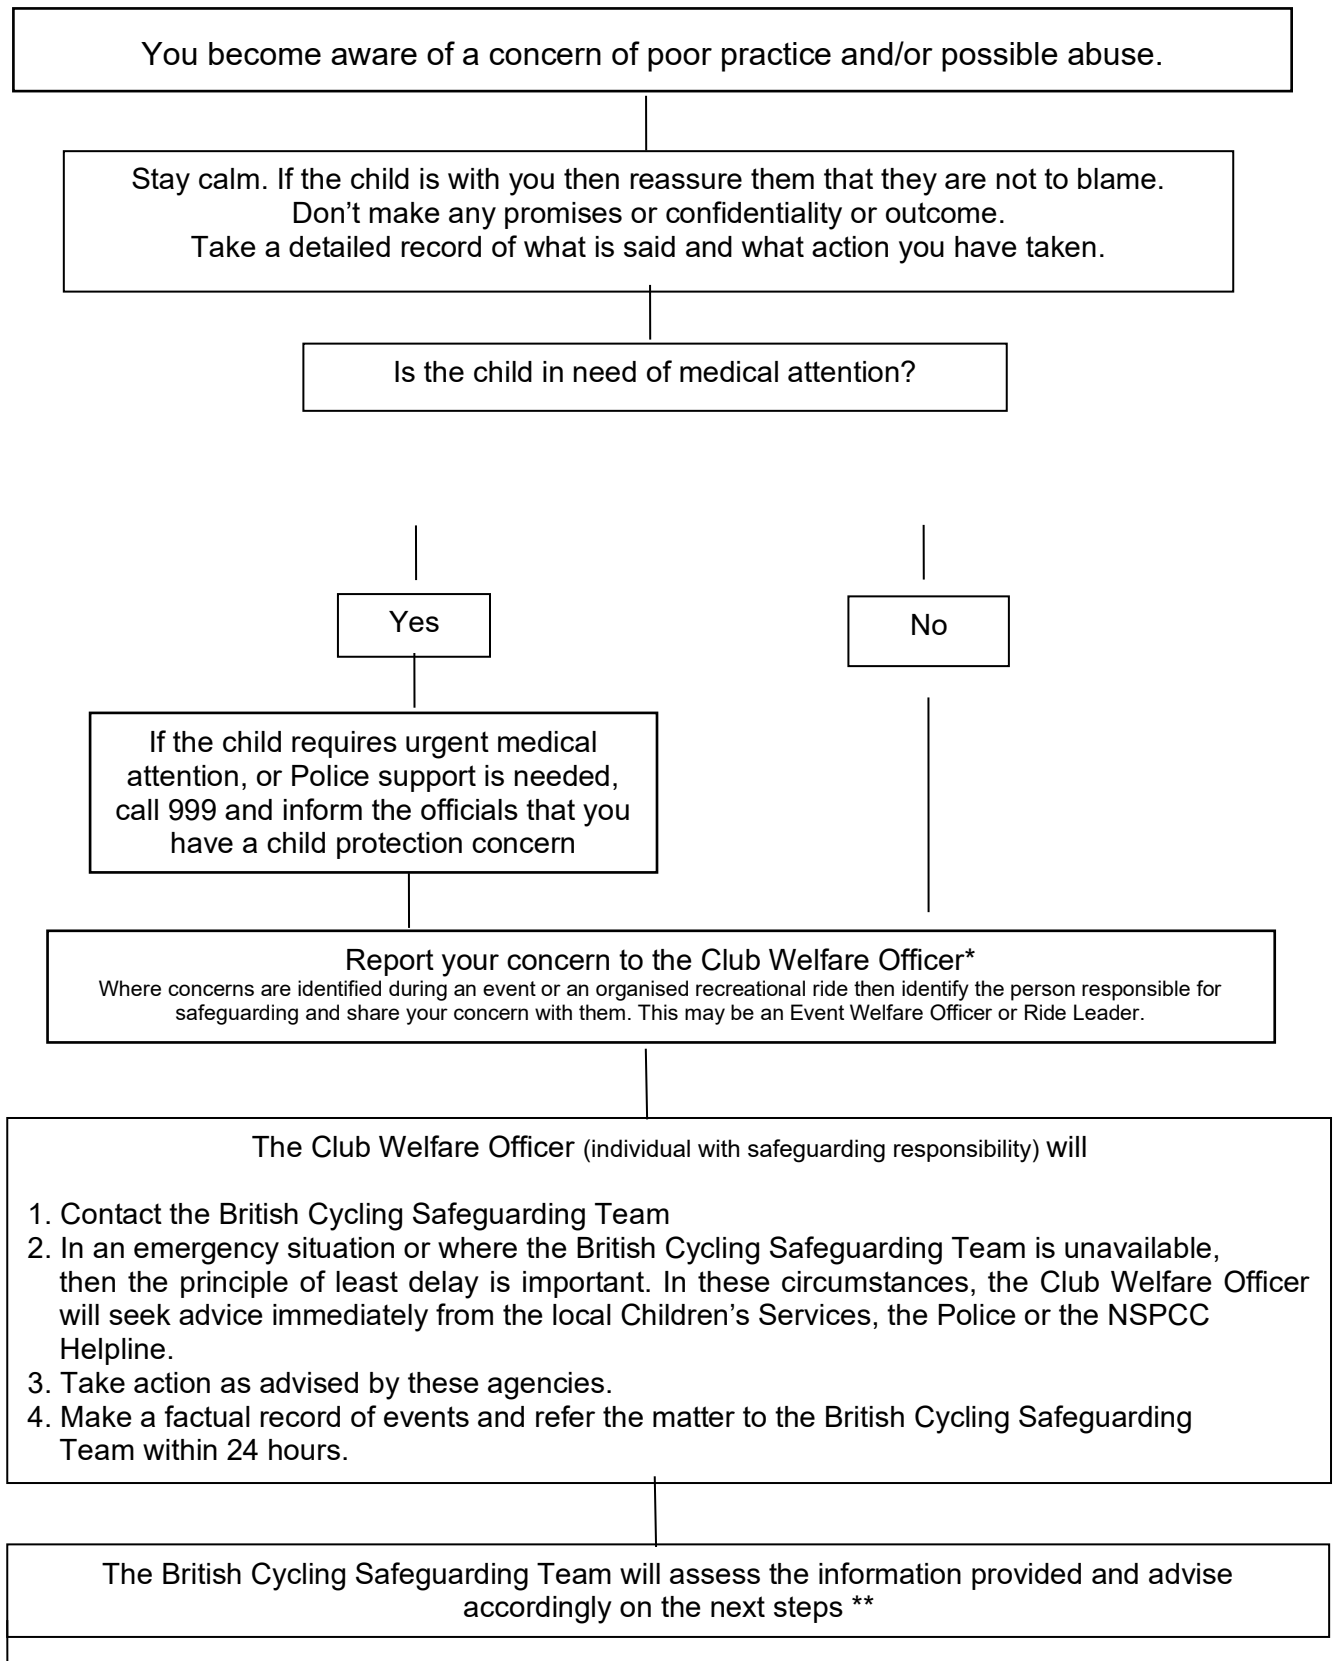 You become aware of a concern of poor practice and/or possible abuse.
Stay calm. If the child is with you then reassure them that they are not to blame.
Don’t make any promises or confidentiality or outcome.
Take a detailed record of what is said and what action you have taken.
Is the child in need of medical attention?
Yes
No
If the child requires urgent medical
attention, or Police support is needed,
call 999 and inform the officials that you
have a child protection concern
Report your concern to the Club Welfare Officer*
Where concerns are identified during an event or an organised recreational ride then identify the person responsible for
safeguarding and share your concern with them. This may be an Event Welfare Officer or Ride Leader.
The Club Welfare Officer (individual with safeguarding responsibility) will
1. Contact the British Cycling Safeguarding Team
2. In an emergency situation or where the British Cycling Safeguarding Team is unavailable,
then the principle of least delay is important. In these circumstances, the Club Welfare Officer
will seek advice immediately from the local Children’s Services, the Police or the NSPCC
Helpline.
3. Take action as advised by these agencies.
4. Make a factual record of events and refer the matter to the British Cycling Safeguarding
Team within 24 hours.
The British Cycling Safeguarding Team will assess the information provided and advise
accordingly on the next steps **